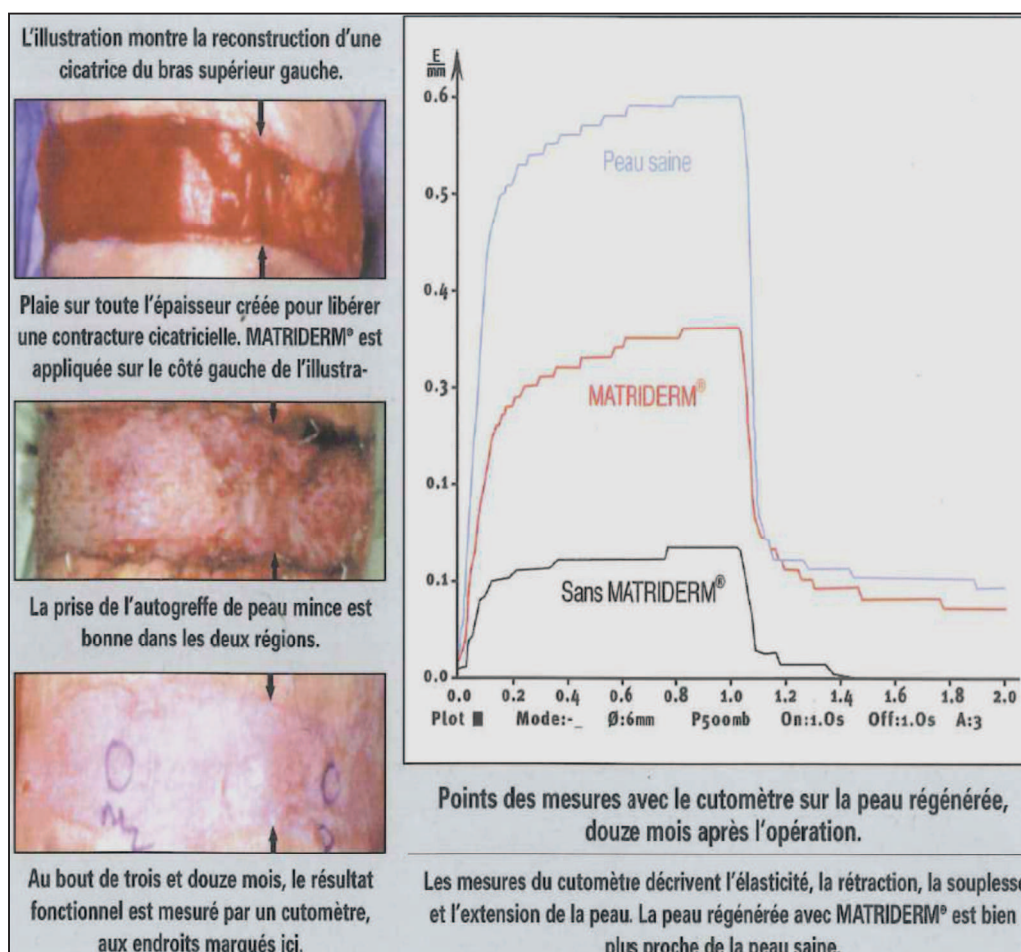 L'illustration montre la reconstruction d'une
cicatrice du bras supérieur gauche.
Plaie sur toute l'épaisseur créée pour libérer
une contracture cicatricielle. MATRIDERM® est
appliquée sur le côté gauche de l'illustra-
La prise de l'autogreffe de peau mince est
bonne dans les deux régions.
O
M
C
Au bout de trois et douze mois, le résultat
fonctionnel est mesuré par un cutomètre,
aux endroits marqués ici.
E
mm
0.6
0.5
0.4
0.3
0.1
0.1
0.0
Peau saine
MATRIDERM®
Sans MATRIDERM®
0.0 0.2 0.4 0.6 0.8 1.0 1.2 1.4 1.6 1.8 2.0
Plot ■ Mode:-_ Ø:6mm P500mb On:1.0s Off:1.0s A:3
Points des mesures avec le cutomètre sur la peau régénérée,
douze mois après l'opération.
Les mesures du cutomètre décrivent l'élasticité, la rétraction, la souplesse
et l'extension de la peau. La peau régénérée avec MATRIDERM® est bien
plus proche de la peau saine.